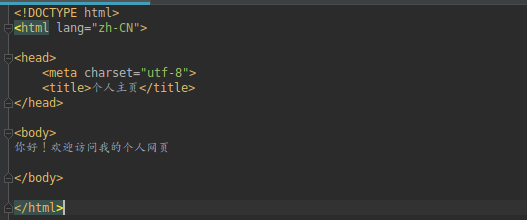 <!DOCTYPE html>
<html lang="zh-CN">
<head>
<meta charset="utf-8">
<title>个人主页</title>
</head>
<body>
你好！欢迎访问我的个人网页
</body>
</html>